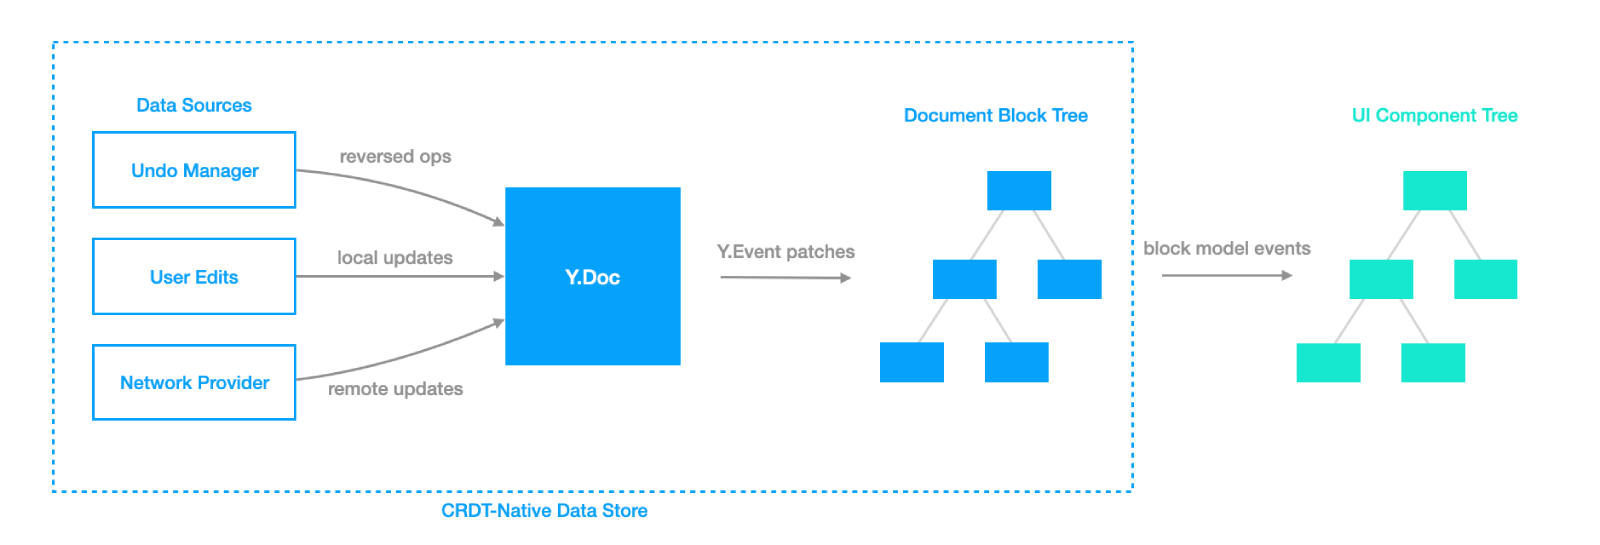 Data Sources
Undo Manager
reversed ops
User Edits
local updates
Network Provider
remote updates
Y.Doc
Y.Event patches
Document Block Tree
block model events
UI Component Tree
CRDT-Native Data Store